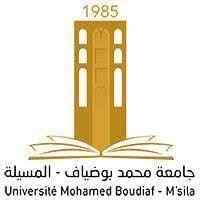 1985
جامعة محمد بوضياف - المسيلة
Université Mohamed Boudiaf - M'sila